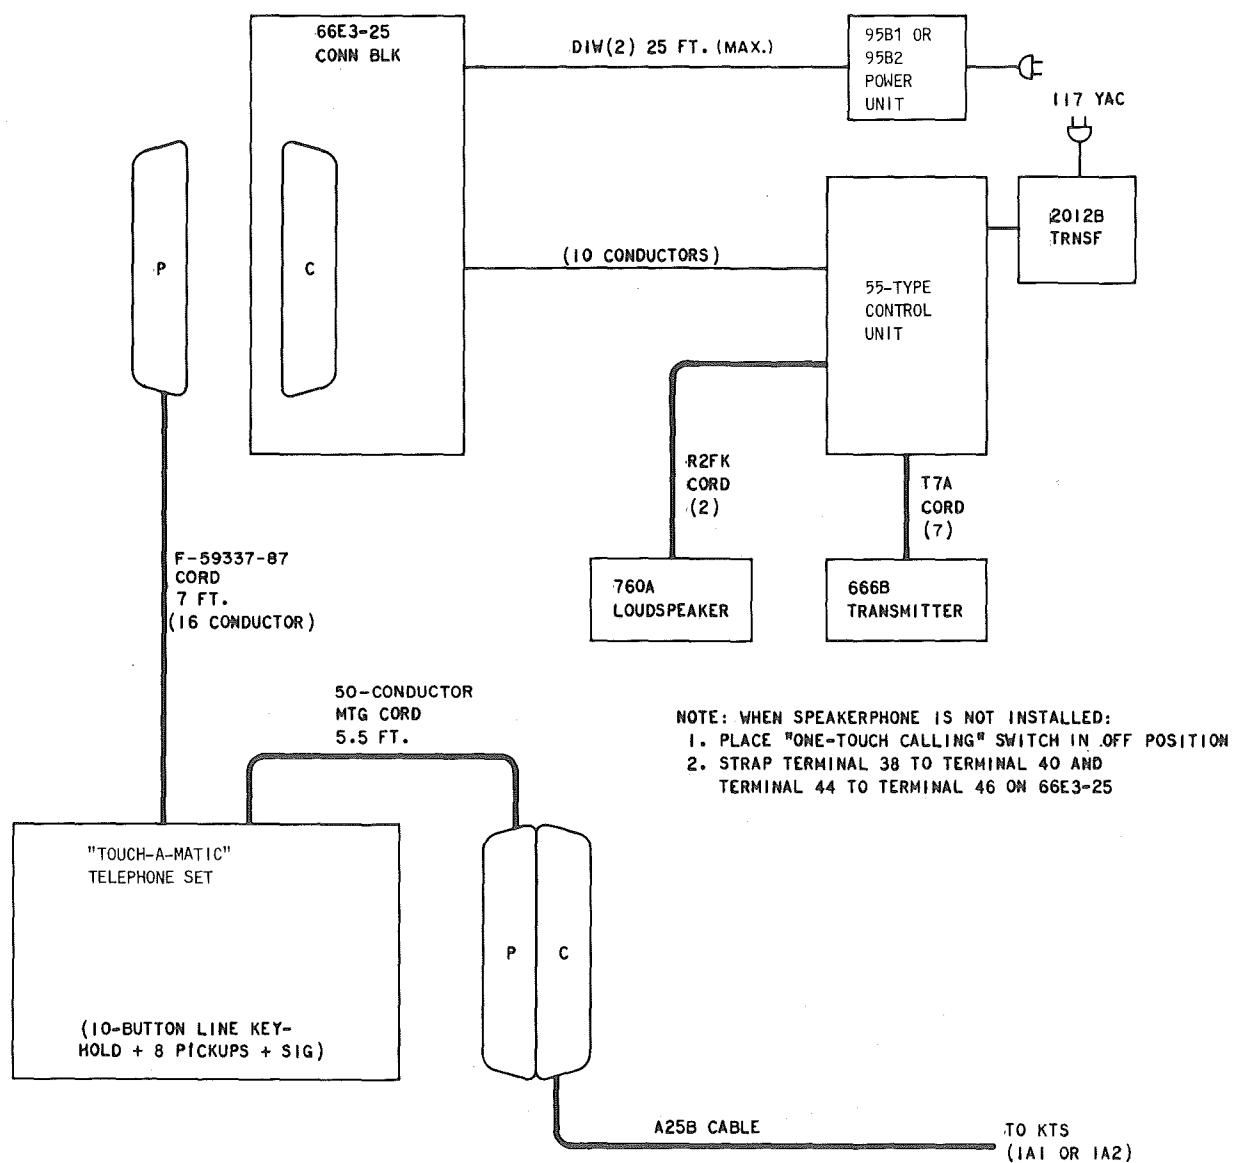 66E3-25
CONN BLK
DIW(2) 25 FT. (MAX.)
95B1 OR
95B2
POWER
UNIT
117 YAC
P
C
(10 CONDUCTORS)
55-TYPE
CONTROL
UNIT
2012B
TRNSF
R2FK
CORD
(2)
T7A
CORD
(7)
F-59337-87
CORD
7 FT.
(16 CONDUCTOR)
760A
LOUDSPEAKER
666B
TRANSMITTER
50-CONDUCTOR
MTG CORD
5.5 FT.
NOTE: WHEN SPEAKERPHONE IS NOT INSTALLED:
1. PLACE "ONE-TOUCH CALLING" SWITCH IN OFF POSITION
2. STRAP TERMINAL 38 TO TERMINAL 40 AND
TERMINAL 44 TO TERMINAL 46 ON 66E3-25
"TOUCH-A-MATIC"
TELEPHONE SET
P
C
(10-BUTTON LINE KEY-
HOLD + 8 PICKUPS + SIG)
A25B CABLE
TO KTS
(1A1 OR 1A2)